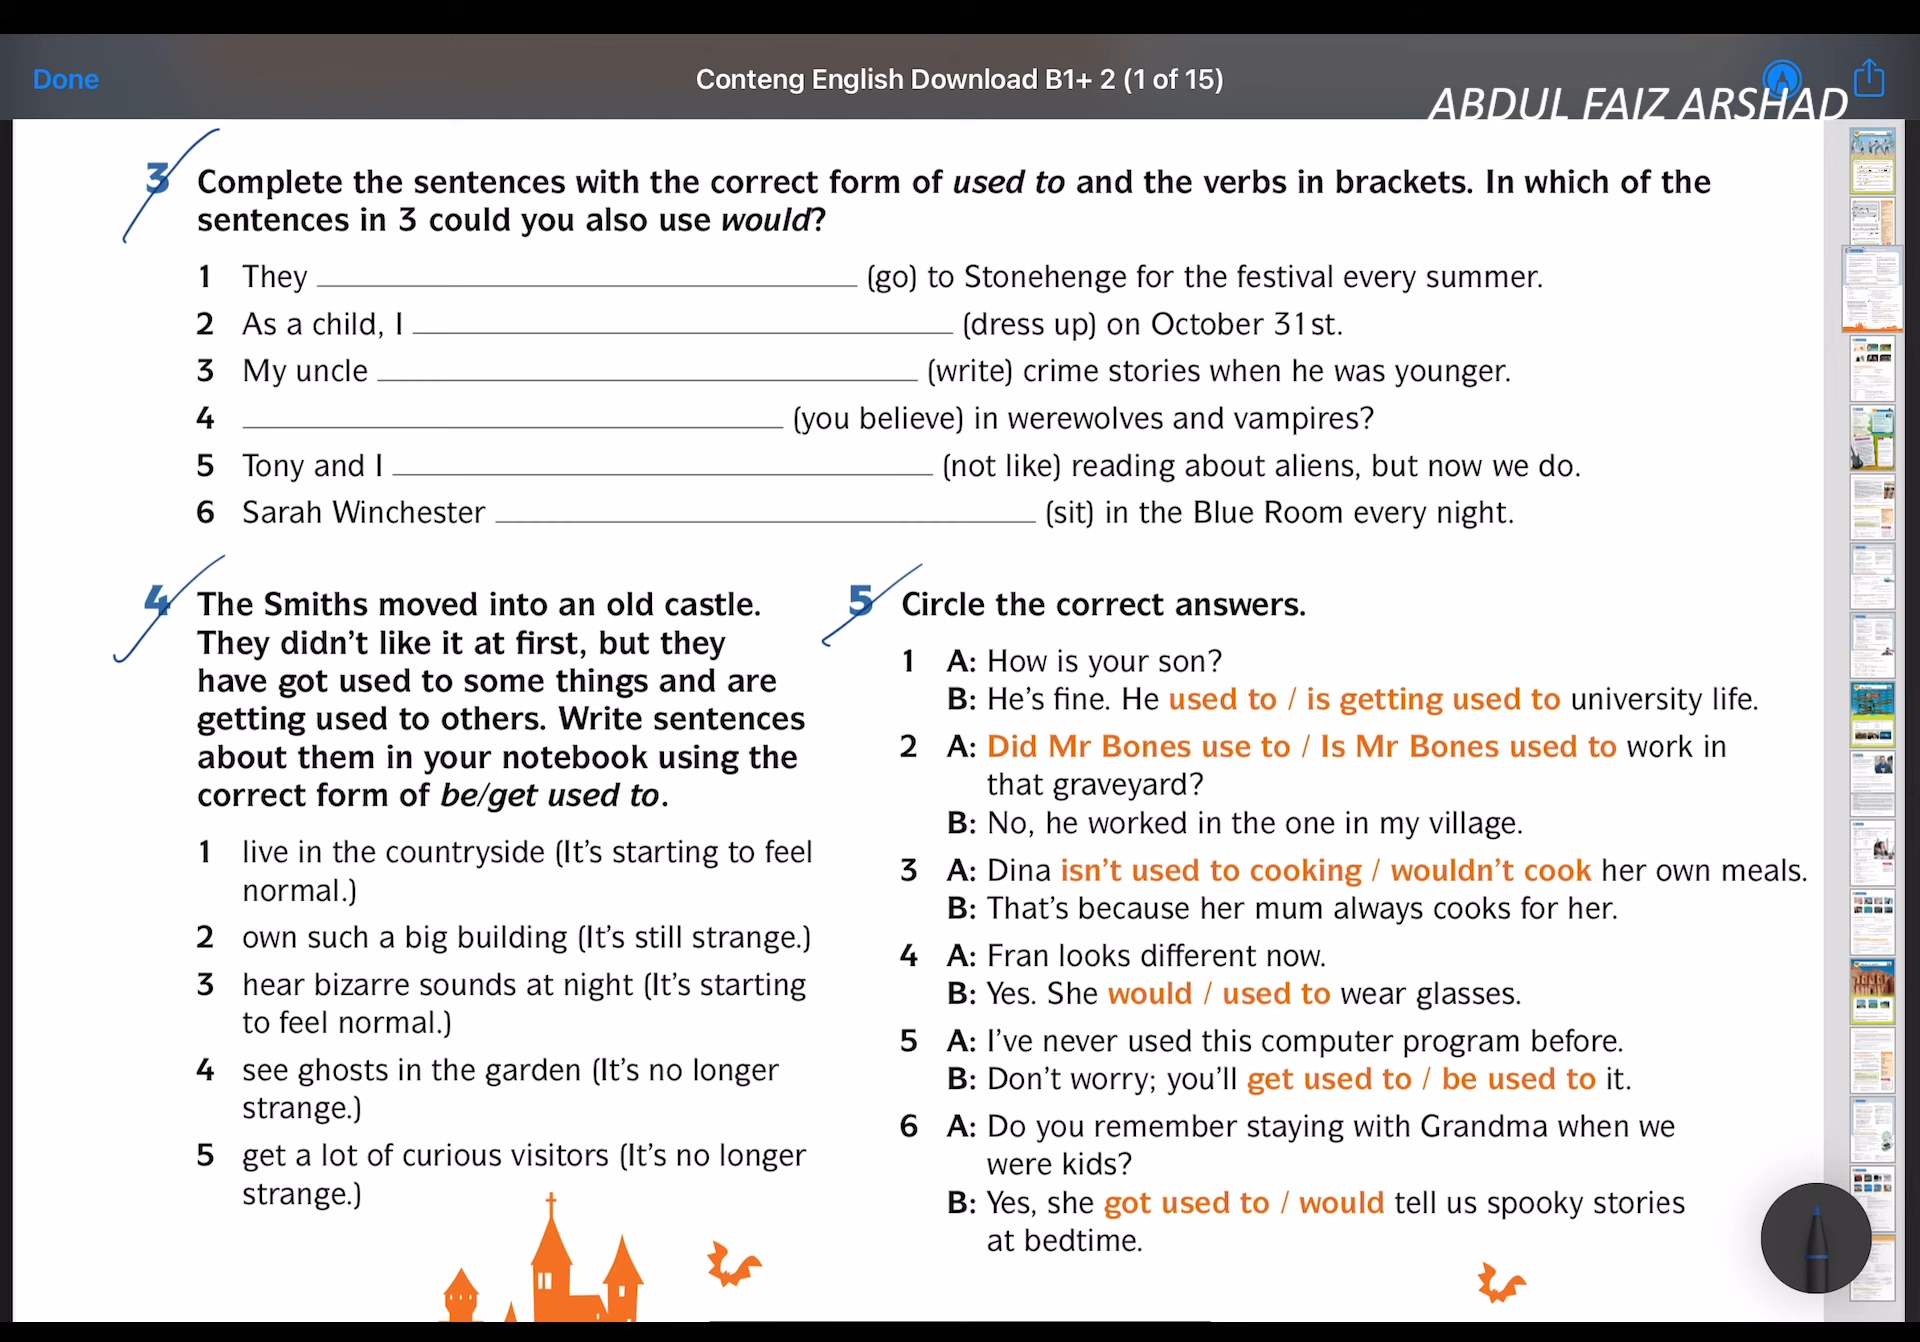 Done
Conteng English Download B1+ 2 (1 of 15)
ABDUL FAIZ ARSHAD
3 Complete the sentences with the correct form of used to and the verbs in brackets. In which of the
sentences in 3 could you also use would?
1 They ______ (go) to Stonehenge for the festival every summer.
2 As a child, I ______ (dress up) on October 31st.
3 My uncle ______ (write) crime stories when he was younger.
4 ______ (you believe) in werewolves and vampires?
5 Tony and I ______ (not like) reading about aliens, but now we do.
6 Sarah Winchester ______ (sit) in the Blue Room every night.
4 The Smiths moved into an old castle.
They didn't like it at first, but they
have got used to some things and are
getting used to others. Write sentences
about them in your notebook using the
correct form of be/get used to.
1 live in the countryside (It's starting to feel
normal.)
2 own such a big building (It's still strange.)
3 hear bizarre sounds at night (It's starting
to feel normal.)
4 see ghosts in the garden (It's no longer
strange.)
5 get a lot of curious visitors (It's no longer
strange.)
5 Circle the correct answers.
1 A: How is your son?
B: He's fine. He used to / is getting used to university life.
2 A: Did Mr Bones use to / Is Mr Bones used to work in
that graveyard?
B: No, he worked in the one in my village.
3 A: Dina isn't used to cooking / wouldn't cook her own meals.
B: That's because her mum always cooks for her.
4 A: Fran looks different now.
B: Yes. She would / used to wear glasses.
5 A: I've never used this computer program before.
B: Don't worry; you'll get used to / be used to it.
6 A: Do you remember staying with Grandma when we
were kids?
B: Yes, she got used to / would tell us spooky stories
at bedtime.